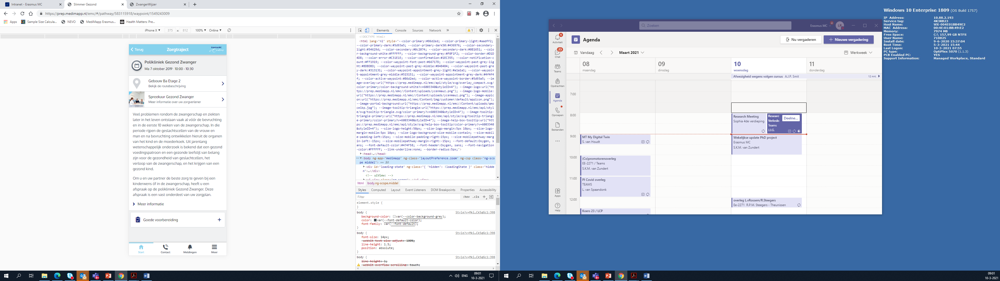 Intranet - Erasmus MC
Slimmer Gezond
ZwangerWijzer
https://prep.medimapp.nl/emc/#/pathway/583115918/waypoint/1549243009
Apps
Sample Size Calcula...
NEVO
MediMapp Erasmus...
Health Matters: Pre...
iPhone X ▼ 375 x 812 100% ▼ Online ▼
Terug
Zorgtraject
Erasmus MC
Polikliniek Gezond Zwanger
Ma 7 oktober 2019 · 10:00 - 10:30
Gebouw Ba Etage 2
Bekijk de routebeschrijving
Spreekuur Gezond Zwanger
Meer informatie over uw zorgverlener
Veel problemen rondom de zwangerschap en ziekten
later in het leven ontstaan vaak al vóór de bevruchting
en in de eerste 10 weken van de zwangerschap. In die
periode rijpen de geslachtscellen van de vrouw en
man en na bevruchting ontwikkelen hieruit de organen
van het kind en de moederkoek. Uit jarenlang
wetenschappelijk onderzoek is bekend dat een gezond
voedingspatroon en een gezonde leefstijl van belang
zijn voor de gezondheid van geslachtcellen, het
verloop van de zwangerschap, en het krijgen van een
gezond kind.
Om u en uw partner de beste zorg te geven bij een
kinderwens óf in de zwangerschap, heeft u een
afspraak op de polikliniek Gezond Zwanger. Deze
afspraak is een vast onderdeel van uw zorgplan.
Meer informatie
Goede voorbereiding
Start
Contact
Meldingen
Meer
Elements Console Sources Network » 1
<!DOCTYPE html>
<html lang="nl" style="--color-primary:#86d2ed; --color-primary-light:#aadff2;
--color-primary-dark:#5d93a5; --color-primary-dark50:#436976; --color-secondary-
light:#54629d; --color-secondary:#0c2074; --color-secondary-dark:#081651; --colo
r-background-white:#FFFFFF; --color-background-grey:#F0F1F2; --color-border:#D1D
4D8; --color-error:#C31E1E; --color-confirmation:#1EC355; --color-notification-c
ount:#FF1919; --color-waypoint-font-past:#66717D; --color-waypoint-past-grey-lig
ht:#BDBDBD; --color-waypoint-past-grey-middle:#848484; --color-waypoint-past-gre
y-dark:#313131; --color-waypoint-appointment-grey-light:#a1a1a1; --color-waypoin
t-appointment-grey-middle:#515151; --color-waypoint-appointment-grey-dark:#4f4f4
f; --color-active-waypoint:#86d2ed; --color-active-waypoint-border:#5d93a5; --im
age-overlay:url("https://prep.medimapp.nl/emc/api/style/svg/overlay_compact.svg/
color-primary/color-background-white?v=6003340&styleID=4"); --image-logo:url("ht
tps://prep.medimapp.nl/emc//Content/uploads/ycenmauz.png"); --image-logo-mobile:
url("https://prep.medimapp.nl/emc//Content/uploads/ycenmauz.png"); --image-appic
on:url("https://prep.medimapp.nl/emc/Content/img/customer/default/appicon.png");
--image-portal-background:url("https://prep.medimapp.nl/emc//Content/uploads/qmo
ceikp.jpg"); --image-tooltip-triangle:url("https://prep.medimapp.nl/emc/api/styl
e/svg/tooltip-triangle.svg/color-primary?v=6003340&styleID=4"); --image-tooltip-
triangle-primary:url("https://prep.medimapp.nl/emc/api/style/svg/tooltip-triangl
e-primary/color-primary?v=6003340&styleID=4"); --image-help-box-tooltip:url("htt
ps://prep.medimapp.nl/emc/api/style/svg/help-box-tooltip/color-primary?v=6003340
&styleID=4"); --size-logo-height:50px; --size-logo-margin:5px 10px; --size-logo-
margin-mobile:5px 10px; --size-logo-background-size-mobile:contain; --size-mobil
e-padding-left:15px; --size-mobile-padding-right:15px; --size-mobilepathway-marg
in-left:-15px; --size-mobilepathway-margin-right:-15px; --font-default:Oxygen, s
ans; --font-default-color:#474F58; --font-header:Oxygen, sans; --font-navigation
-color:#FFFFFF; --link-underline:none; --border-radius:5px;">
<head>…</head>
<body ng-app="medimapp" ng-class="layoutPreference.zoom" ng-csp class="ng-sco
pe middel"> == $0
<div id="loading-state" ng-class="{ 'hidden': !loadingState }" class="hidde
n">…</div>
<!-- uiView: -->
html body.ng-scope.middel
Styles Computed Layout Event Listeners DOM Breakpoints Properties Accessibility
Filter :hov .cls +
element.style {
}
body { Style?v=Mki…Ck5gGc1:398
background-color: var(--color-background-grey);
color: var(--font-default-color);
font-family: var(--font-default);
}
body { Style?v=Mki…Ck5gGc1:398
font-size: 14px;
-webkit-text-size-adjust: 100%;
line-height: 1.5;
position: absolute;
}
body { Style?v=Mki…Ck5gGc1:398
line-height: 1;
-webkit-overflow-scrolling: touch;
ENG
09:01
10-3-2021
Zoeken
Erasmus MC
4
LR
Activiteit 1
Chat 23
Teams
Opdrachten
Agenda
Oproepen
Bestanden
Apps
Help
Agenda
Nu vergaderen
+ Nieuwe vergadering
Vandaag
Maart 2021
Werkweek
08
maandag
09
dinsdag
10
woensdag
11
donderdag
Afwezigheid wegens volgen cursus A.J.P. Smit
12 mrt.
7:00
8:00
9:00
10:00
11:00
12:00
Research Meeting
Sophia 4de verdieping
Researc
Verlosk
Teams
J.J.G.
Deelne...
MT My Digital Twin
S. van Houdt
Wekelijkse update PhD project
Erasmus MC
S.K.M. van Zundert
(Co)promotorenoverleg
EE-2271 / Teams
S.K.M. van Zundert
PI Covid overleg
TEAMS
L. van Spaandonk
overleg L.vRossem/R.Steegers
Ee-2271 R.P.M. Steegers - Theunissen
Koers 23 / LCP
Windows 10 Enterprise 1809 (OS Build 1757)
IP Address: 10.88.2.193
Service tag: 4K3RB23
Host Name: WX-004E01BB49E2
MAC Address: 00:4E:01:BB:49:E2
Memory: 7974 MB
Free Space: C:\ 157,99 GB NTFS
User Name: 710825
Install date: 9-6-2020 15:37:04
Boot Time: 5-3-2021 15:44
Last Logon: 10-3-2021 07:55
PC type: OptiPlex 5070 (1.1.3)
PCB Enabled PC: YES
Support Information: Managed Workplace, Standard
09:01
10-3-2021